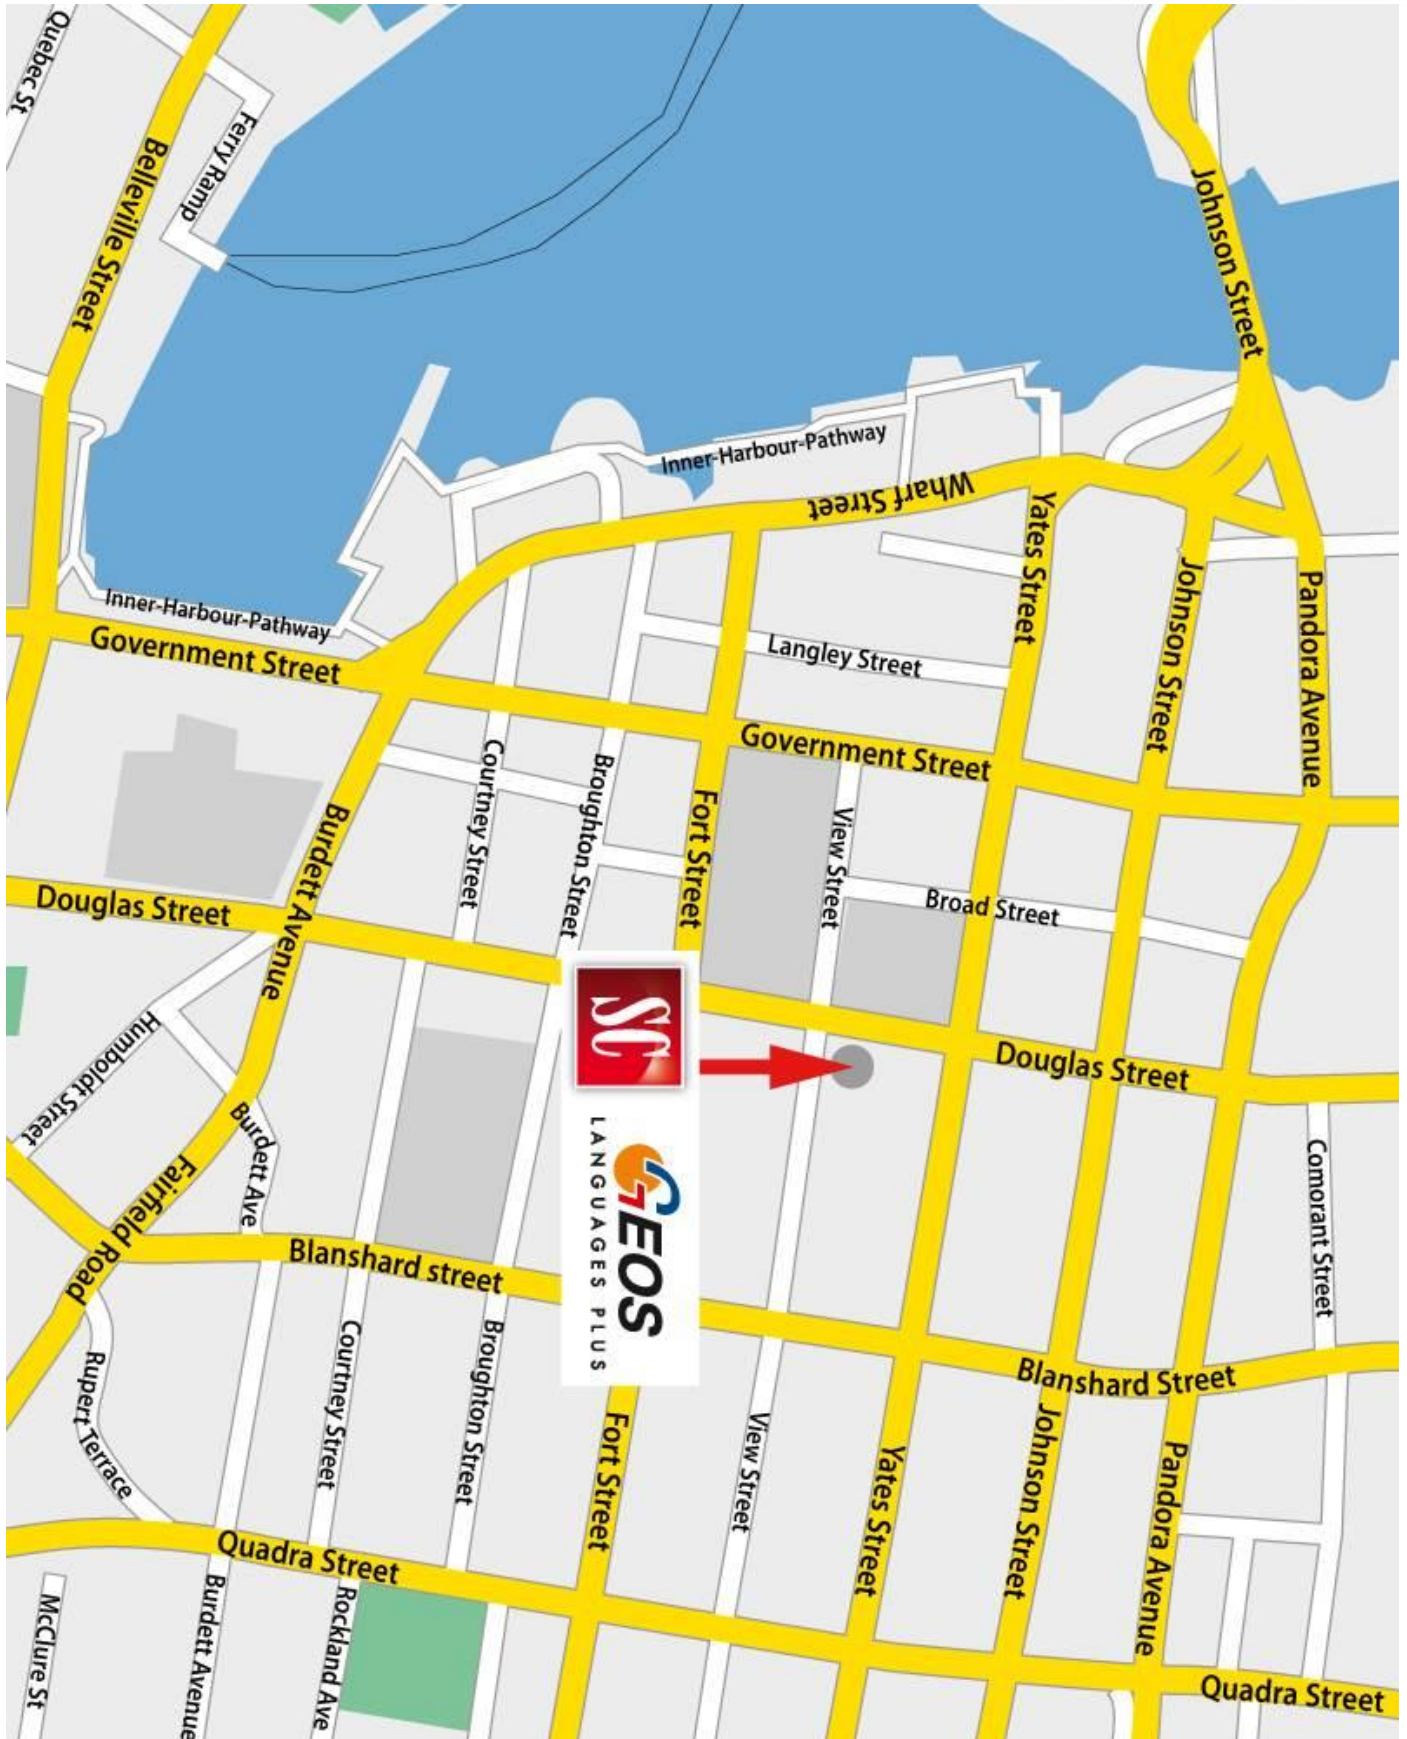 Quebec St
Ferry Ramp
Belleville Street
Johnson Street
Inner-Harbour-Pathway
Wharf Street
Yates Street
Johnson Street
Pandora Avenue
Inner-Harbour-Pathway
Government Street
Langley Street
Government Street
Courtney Street
Broughton Street
Fort Street
View Street
Burdett Avenue
Broad Street
Douglas Street
SC
Douglas Street
Humboldt Street
Burdett Ave
Fairfield Road
GEOS
LANGUAGES PLUS
Comorant Street
Blanshard street
Blanshard Street
Rupert Terrace
Courtney Street
Broughton Street
Fort Street
View Street
Yates Street
Johnson Street
Pandora Avenue
Quadra Street
McClure St
Burdett Avenue
Rockland Ave
Quadra Street